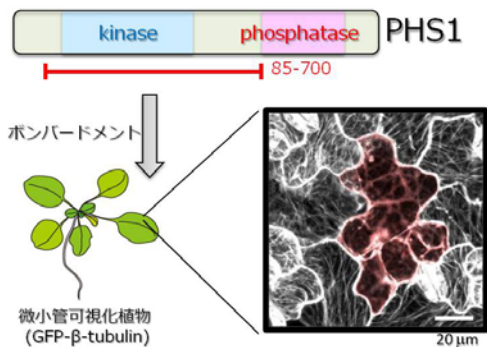 kinase
phosphatase
PHS1
85-700
ボンバードメント
微小管可視化植物
(GFP-β-tubulin)
20 μm